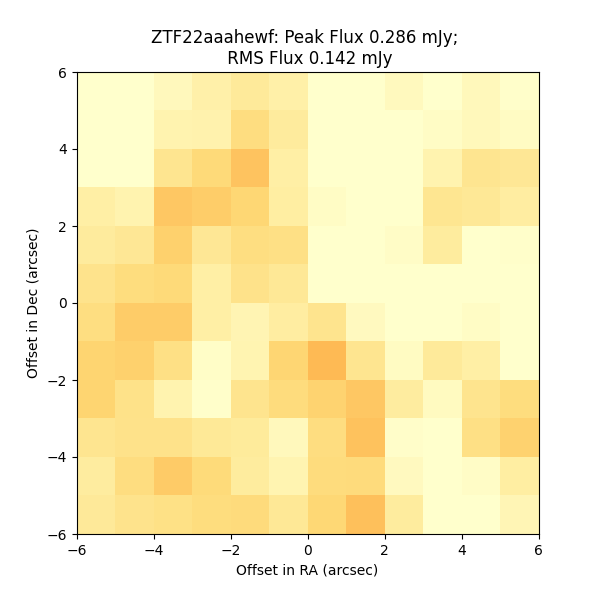 ZTF22aaahewf: Peak Flux 0.286 mJy;
RMS Flux 0.142 mJy
6
4
2
0
−2
−4
−6
Offset in Dec (arcsec)
−6 −4 −2 0 2 4 6
Offset in RA (arcsec)